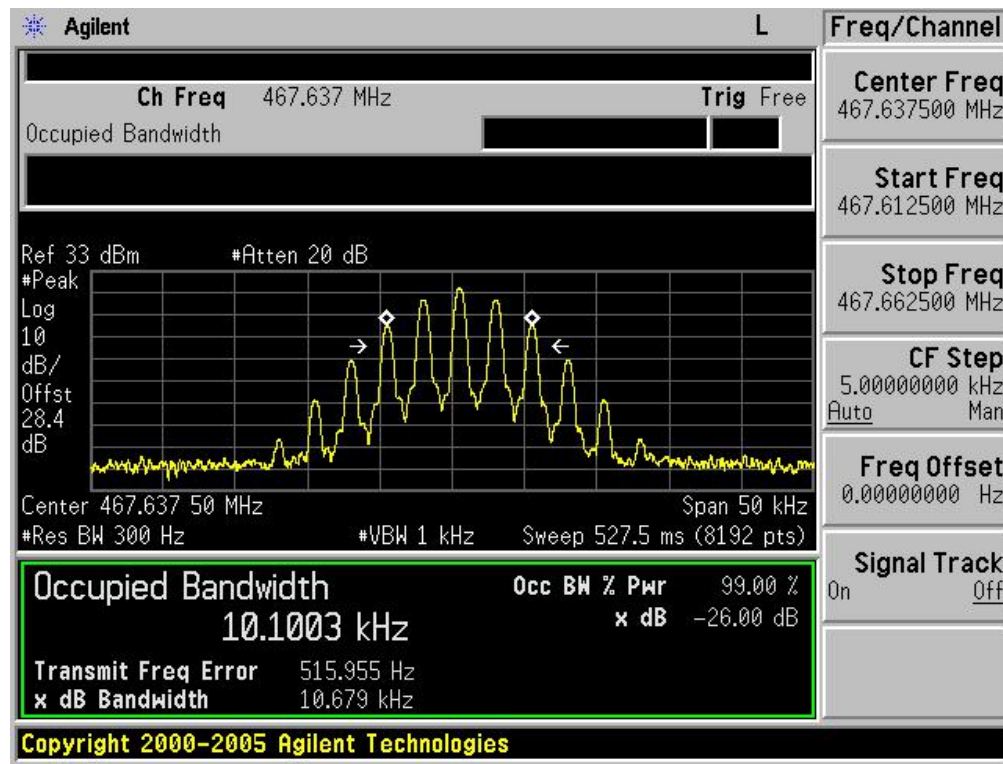 Agilent
L
Freq/Channel
Ch Freq 467.637 MHz
Trig Free
Occupied Bandwidth
Center Freq
467.637500 MHz
Start Freq
467.612500 MHz
Stop Freq
467.662500 MHz
CF Step
5.00000000 kHz
Auto Man
Freq Offset
0.00000000 Hz
Signal Track
On Off
Ref 33 dBm
#Atten 20 dB
#Peak
Log
10
dB/
Offst
28.4
dB
Center 467.637 50 MHz
Span 50 kHz
#Res BW 300 Hz
#VBW 1 kHz
Sweep 527.5 ms (8192 pts)
Occupied Bandwidth
10.1003 kHz
Occ BW % Pwr 99.00 %
x dB -26.00 dB
Transmit Freq Error 515.955 Hz
x dB Bandwidth 10.679 kHz
Copyright 2000-2005 Agilent Technologies